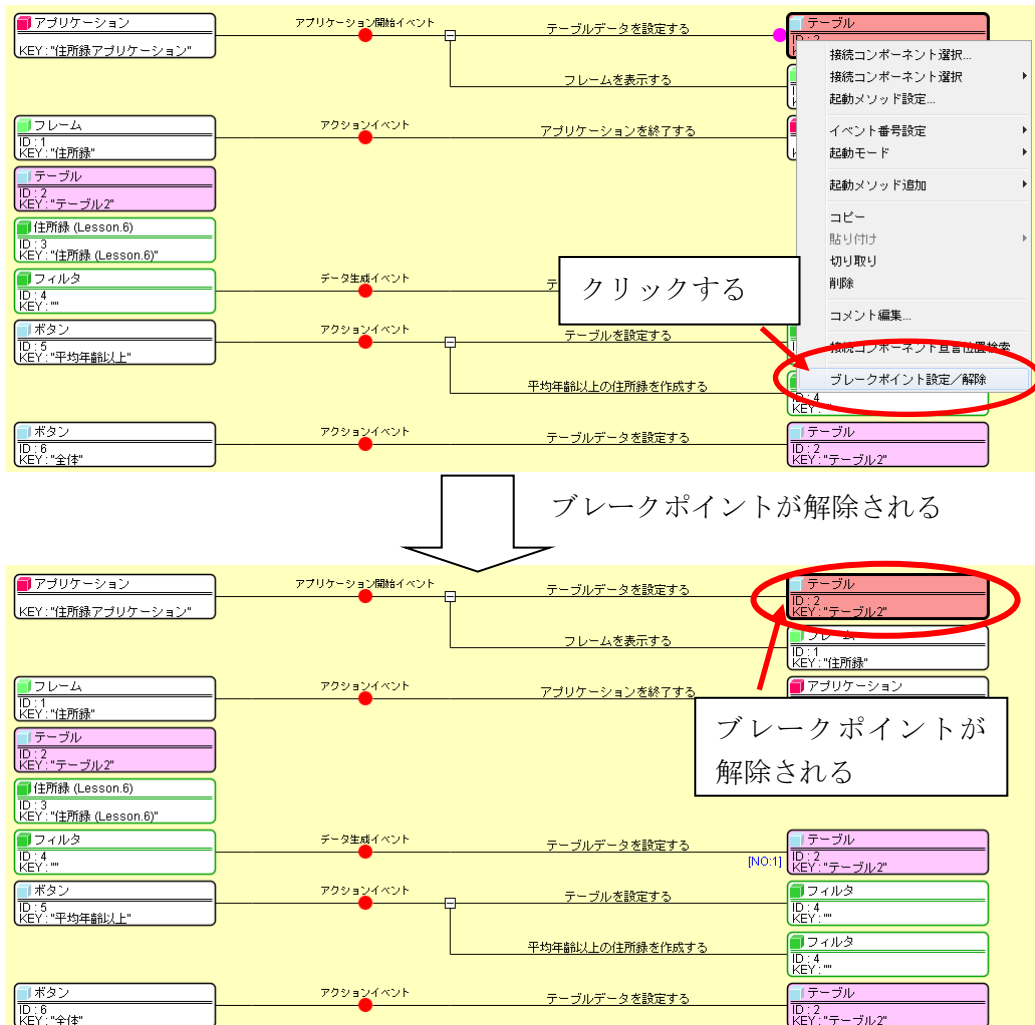 アプリケーション
KEY : "住所録アプリケーション"
アプリケーション開始イベント
テーブルデータを設定する
テーブル
ID : 2
フレームを表示する
接続コンポーネント選択...
接続コンポーネント選択
起動メソッド設定...
イベント番号設定
起動モード
起動メソッド追加
コピー
貼り付け
切り取り
削除
コメント編集...
接続コンポーネント宣言位置検索
ブレークポイント設定／解除
フレーム
ID : 1
KEY : "住所録"
アクションイベント
アプリケーションを終了する
テーブル
ID : 2
KEY : "テーブル2"
住所録 (Lesson.6)
ID : 3
KEY : "住所録 (Lesson.6)"
フィルタ
ID : 4
KEY : ""
データ生成イベント
クリックする
ボタン
ID : 5
KEY : "平均年齢以上"
アクションイベント
テーブルを設定する
平均年齢以上の住所録を作成する
ID : 4
KEY : ""
ボタン
ID : 6
KEY : "全体"
アクションイベント
テーブルデータを設定する
テーブル
ID : 2
KEY : "テーブル2"
ブレークポイントが解除される
アプリケーション
KEY : "住所録アプリケーション"
アプリケーション開始イベント
テーブルデータを設定する
テーブル
ID : 2
KEY : "テーブル2"
フレームを表示する
フレーム
ID : 1
KEY : "住所録"
フレーム
ID : 1
KEY : "住所録"
アクションイベント
アプリケーションを終了する
アプリケーション
ブレークポイントが
解除される
テーブル
ID : 2
KEY : "テーブル2"
住所録 (Lesson.6)
ID : 3
KEY : "住所録 (Lesson.6)"
フィルタ
ID : 4
KEY : ""
データ生成イベント
テーブルデータを設定する
[NO:1]
テーブル
ID : 2
KEY : "テーブル2"
ボタン
ID : 5
KEY : "平均年齢以上"
アクションイベント
テーブルを設定する
フィルタ
ID : 4
KEY : ""
平均年齢以上の住所録を作成する
フィルタ
ID : 4
KEY : ""
ボタン
ID : 6
KEY : "全体"
アクションイベント
テーブルデータを設定する
テーブル
ID : 2
KEY : "テーブル2"